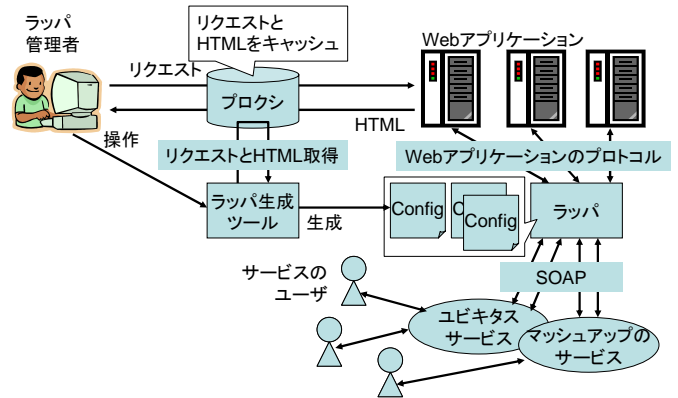 ラッパ
管理者
リクエストと
HTMLをキャッシュ
Webアプリケーション
リクエスト
プロクシ
HTML
操作
リクエストとHTML取得
Webアプリケーションのプロトコル
ラッパ生成
ツール
生成
Config
C
Config
ラッパ
サービスの
ユーザ
SOAP
ユビキタス
サービス
マッシュアップの
サービス